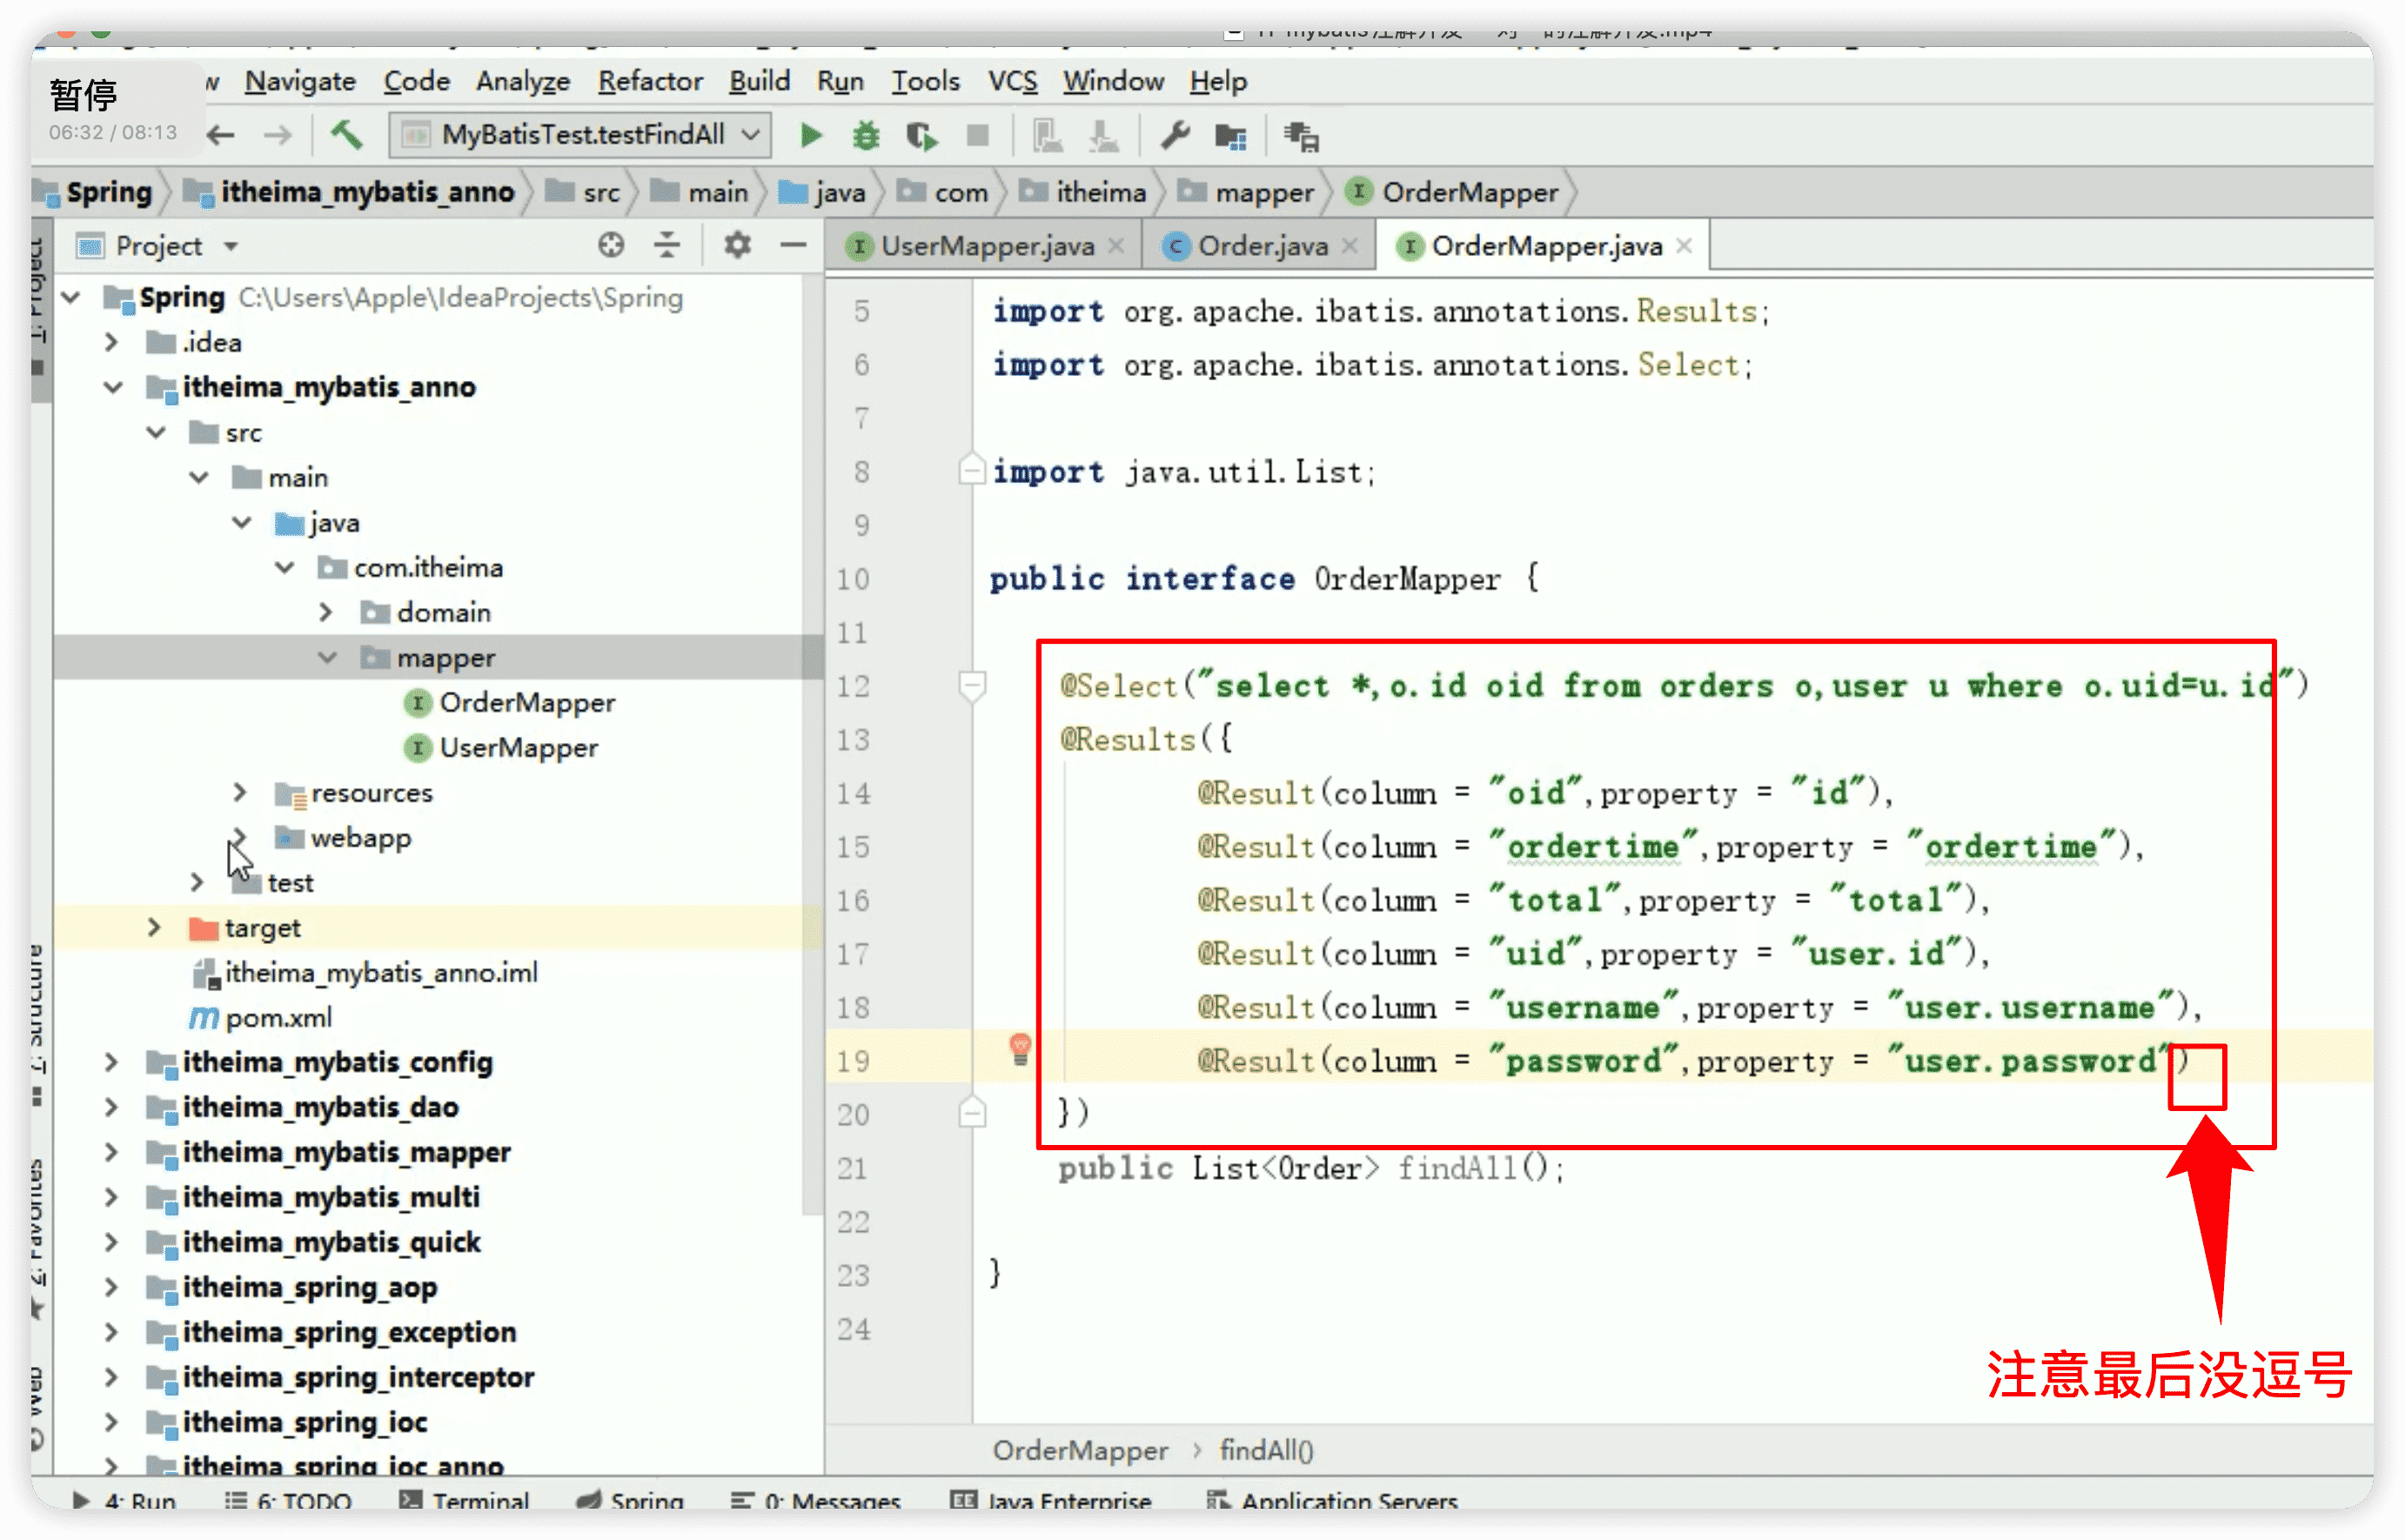 暂停
06:32 / 08:13
Navigate Code Analyze Refactor Build Run Tools VCS Window Help
MyBatisTest.testFindAll
Spring itheima_mybatis_anno src main java com itheima mapper OrderMapper
Project
UserMapper.java Order.java OrderMapper.java
Spring C:\Users\Apple\IdeaProjects\Spring
.idea
itheima_mybatis_anno
src
main
java
com.itheima
domain
mapper
OrderMapper
UserMapper
resources
webapp
test
target
itheima_mybatis_anno.iml
pom.xml
itheima_mybatis_config
itheima_mybatis_dao
itheima_mybatis_mapper
itheima_mybatis_multi
itheima_mybatis_quick
itheima_spring_aop
itheima_spring_exception
itheima_spring_interceptor
itheima_spring_ioc
itheima_spring_ioc_anno
5 import org.apache.ibatis.annotations.Results;
6 import org.apache.ibatis.annotations.Select;
7
8 import java.util.List;
9
10 public interface OrderMapper {
11
12 @Select("select *,o.id oid from orders o,user u where o.uid=u.id")
13 @Results({
14 @Result(column = "oid",property = "id"),
15 @Result(column = "ordertime",property = "ordertime"),
16 @Result(column = "total",property = "total"),
17 @Result(column = "uid",property = "user.id"),
18 @Result(column = "username",property = "user.username"),
19 @Result(column = "password",property = "user.password")
20 })
21 public List<Order> findAll();
22
23 }
24
注意最后没逗号
OrderMapper › findAll()
4: Run 6: TODO Terminal Spring 0: Messages Java Enterprise Application Servers